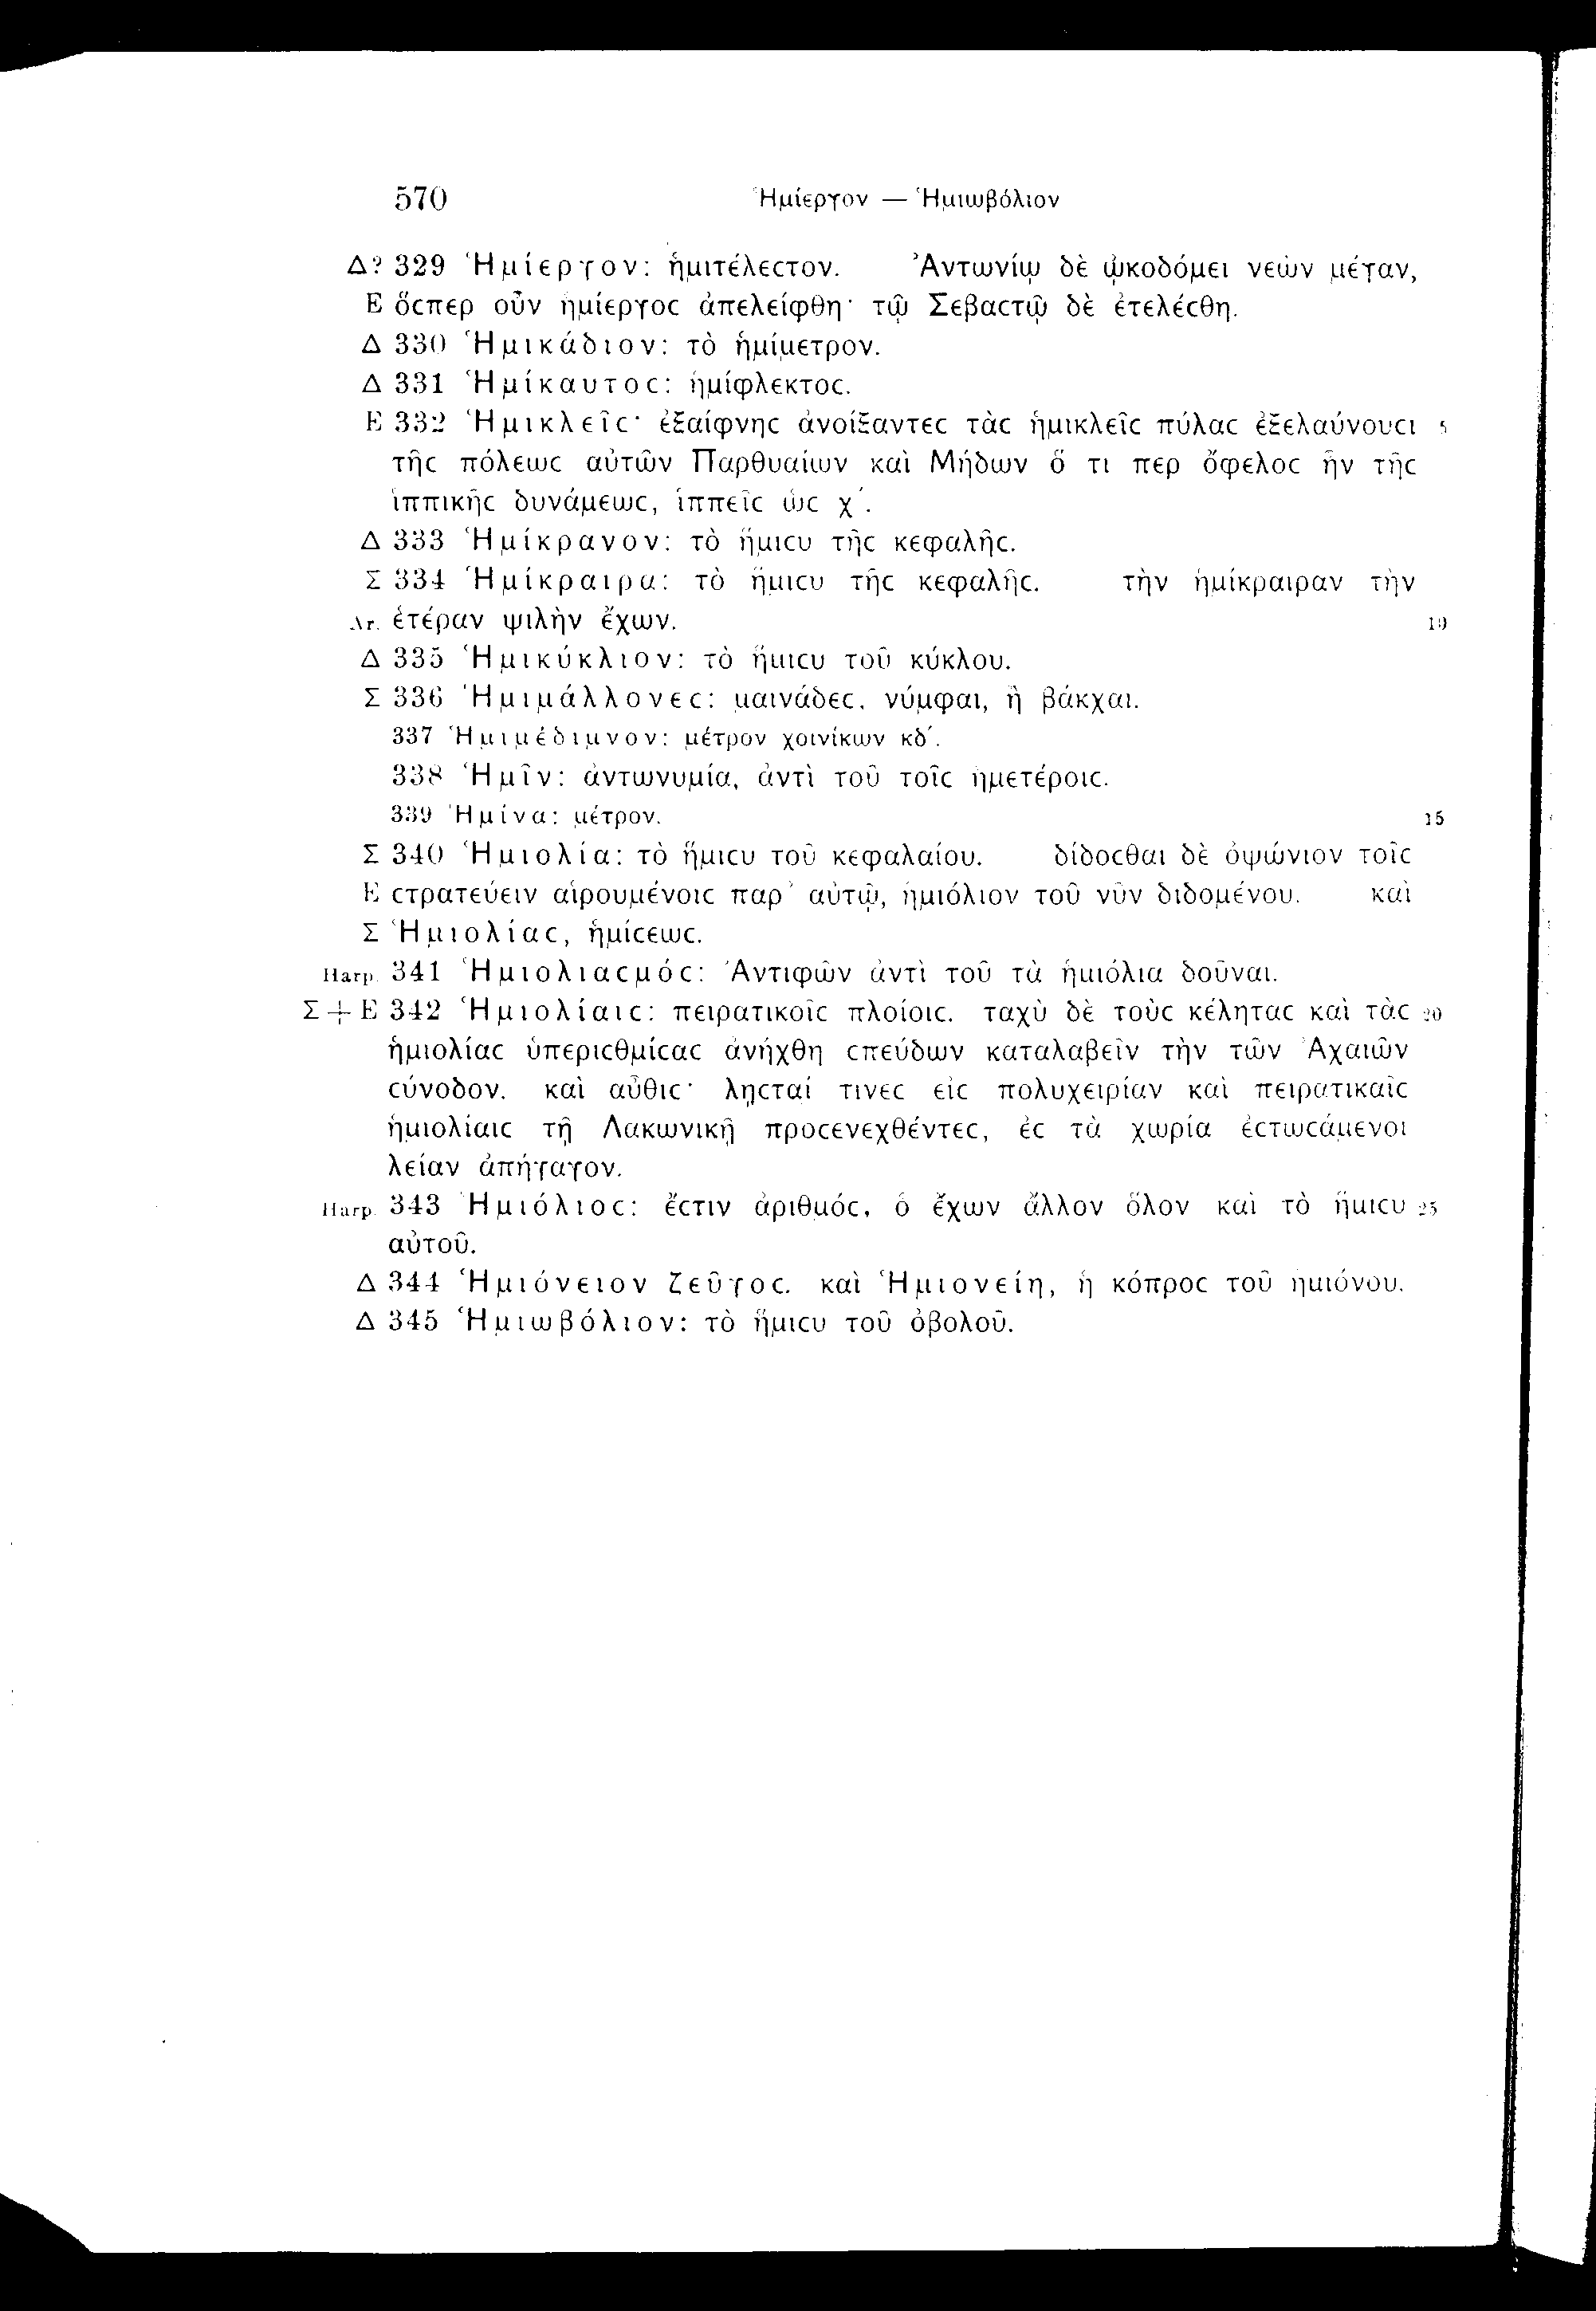 570 Ἡμίεργον — Ἡμιωβόλιον
Δ? 329 Ἡμίεργον: ἡμιτέλεϲτον. Ἀντωνίῳ δὲ ᾠκοδόμει νεὼν μέγαν,
E ὅϲπερ οὖν ἡμίεργοϲ ἀπελείφθη· τῷ Σεβαϲτῷ δὲ ἐτελέϲθη.
Δ 330 Ἡμικάδιον: τὸ ἡμίμετρον.
Δ 331 Ἡμίκαυτοϲ: ἡμίφλεκτοϲ.
E 332 Ἡμικλεῖϲ· ἐξαίφνηϲ ἀνοίξαντεϲ τὰϲ ἡμικλεῖϲ πύλαϲ ἐξελαύνουϲι 5
τῆϲ πόλεωϲ αὐτῶν Παρθυαίων καὶ Μήδων ὅ τι περ ὄφελοϲ ἦν τῆϲ
ἱππικῆϲ δυνάμεωϲ, ἱππεῖϲ ὡϲ χʹ.
Δ 333 Ἡμίκρανον: τὸ ἥμιϲυ τῆϲ κεφαλῆϲ.
Σ 334 Ἡμίκραιρα: τὸ ἥμιϲυ τῆϲ κεφαλῆϲ. τὴν ἡμίκραιραν τὴν
Ar. ἑτέραν ψιλὴν ἔχων. 10
Δ 335 Ἡμικύκλιον: τὸ ἥμιϲυ τοῦ κύκλου.
Σ 336 Ἡμιμάλλονεϲ: μαινάδεϲ, νύμφαι, ἢ βάκχαι.
337 Ἡμιμέδιμνον: μέτρον χοινίκων κδʹ.
338 Ἡμῖν: ἀντωνυμία, ἀντὶ τοῦ τοῖϲ ἡμετέροιϲ.
339 Ἡμίνα: μέτρον. 15
Σ 340 Ἡμιολία: τὸ ἥμιϲυ τοῦ κεφαλαίου. δίδοϲθαι δὲ ὀψώνιον τοῖϲ
E ϲτρατεύειν αἱρουμένοιϲ παρ’ αὐτῷ, ἡμιόλιον τοῦ νῦν διδομένου. καὶ
Σ Ἡμιολίαϲ, ἡμίϲεωϲ.
Harp. 341 Ἡμιολιαϲμόϲ: Ἀντιφῶν ἀντὶ τοῦ τὰ ἡμιόλια δοῦναι.
Σ + E 342 Ἡμιολίαιϲ: πειρατικοῖϲ πλοίοιϲ. ταχὺ δὲ τοὺϲ κέληταϲ καὶ τὰϲ 20
ἡμιολίαϲ ὑπεριϲθμίϲαϲ ἀνήχθη ϲπεύδων καταλαβεῖν τὴν τῶν Ἀχαιῶν
ϲύνοδον. καὶ αὖθιϲ· λῃϲταί τινεϲ εἰϲ πολυχειρίαν καὶ πειρατικαῖϲ
ἡμιολίαιϲ τῇ Λακωνικῇ προϲενεχθέντεϲ, ἐϲ τὰ χωρία ἐϲτωϲάμενοι
λείαν ἀπήγαγον.
Harp. 343 Ἡμιόλιοϲ: ἔϲτιν ἀριθμόϲ, ὁ ἔχων ἄλλον ὅλον καὶ τὸ ἥμιϲυ 25
αὐτοῦ.
Δ 344 Ἡμιόνειον ζεῦγοϲ. καὶ Ἡμιονείη, ἡ κόπροϲ τοῦ ἡμιόνου.
Δ 345 Ἡμιωβόλιον: τὸ ἥμιϲυ τοῦ ὀβολοῦ.